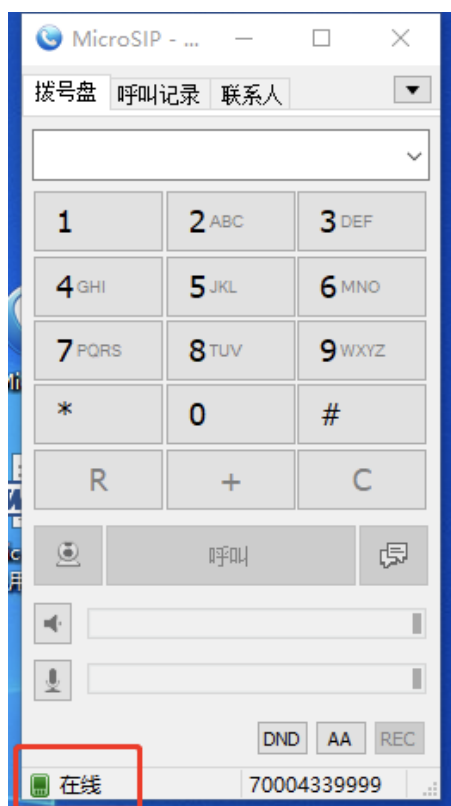 MicroSIP - ...
拨号盘 呼叫记录 联系人
1 2 ABC 3 DEF
4 GHI 5 JKL 6 MNO
7 PQRS 8 TUV 9 WXYZ
* 0 #
R + C
呼叫
DND AA REC
在线 70004339999